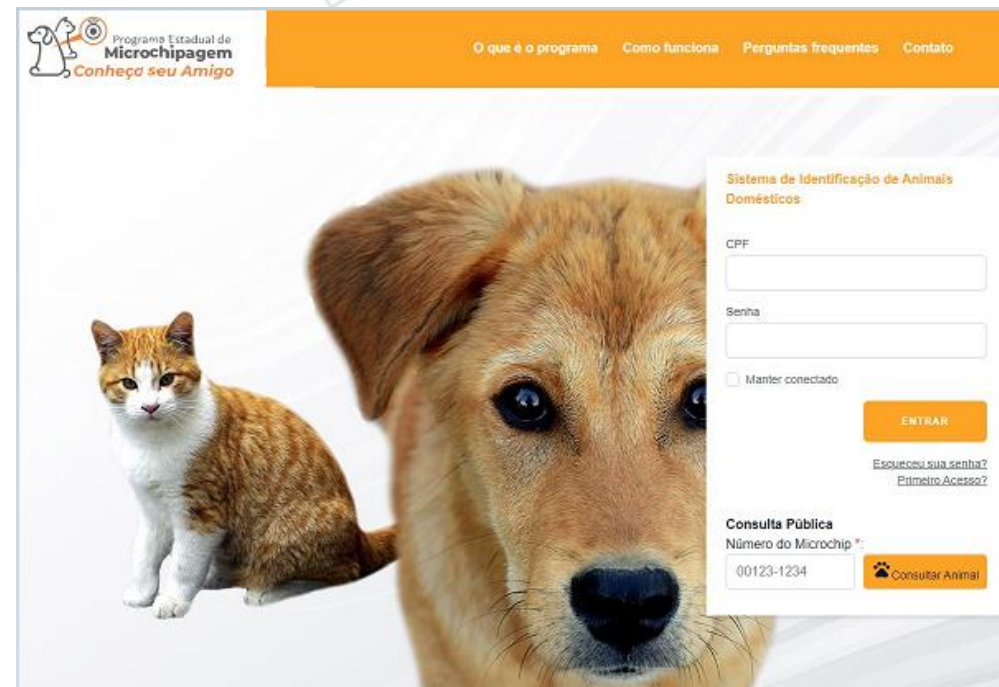 Programa Estadual de
Microchipagem
Conheça seu Amigo
O que é o programa Como funciona Perguntas frequentes Contato
Sistema de Identificação de Animais
Domésticos
CPF
Senha
Manter conectado
ENTRAR
Esqueceu sua senha?
Primeiro Acesso?
Consulta Pública
Número do Microchip *:
00123-1234 Consultar Animal